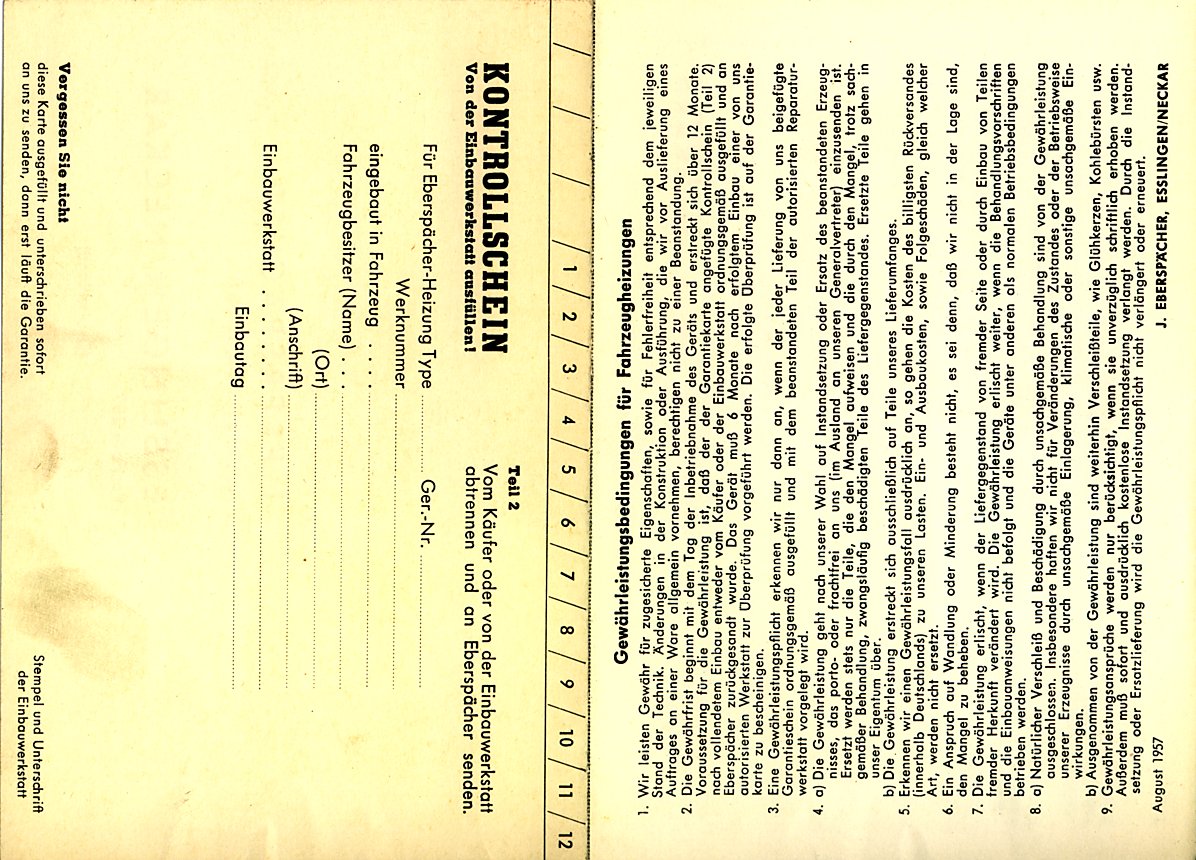 KONTROLLSCHEIN
Von der Einbauwerkstatt ausfüllen!
Teil 2
Vom Käufer oder von der Einbauwerkstatt
abtrennen und an Eberspächer senden.
Für Eberspächer-Heizung Type ........ Ger.-Nr. ........
Werknummer ........
eingebaut in Fahrzeug ........
Fahrzeugbesitzer (Name) ........
(Ort) ........
(Anschrift) ........
Einbauwerkstatt ........
Einbautag ........
Vergessen Sie nicht
diese Karte ausgefüllt und unterschrieben sofort
an uns zu senden, dann erst läuft die Garantie.
Stempel und Unterschrift
der Einbauwerkstatt
1 / 2 / 3 / 4 / 5 / 6 / 7 / 8 / 9 / 10 / 11 / 12
Gewährleistungsbedingungen für Fahrzeugheizungen
1. Wir leisten Gewähr für zugesicherte Eigenschaften, sowie für Fehlerfreiheit entsprechend dem jeweiligen
Stand der Technik. Änderungen in der Konstruktion oder Ausführung, die wir vor Auslieferung eines
Auftrages an einer Ware allgemein vornehmen, berechtigen nicht zu einer Beanstandung.
2. Die Gewährfrist beginnt mit dem Tag der Inbetriebnahme des Geräts und erstreckt sich über 12 Monate.
Voraussetzung für die Gewährleistung ist, daß der der Garantiekarte angefügte Kontrollschein (Teil 2)
nach vollendetem Einbau entweder vom Käufer oder der Einbauwerkstatt ordnungsgemäß ausgefüllt und an
Eberspächer zurückgesandt wurde. Das Gerät muß 6 Monate nach erfolgtem Einbau einer von uns
autorisierten Werkstatt zur Überprüfung vorgeführt werden. Die erfolgte Überprüfung ist auf der Garantie-
karte zu bescheinigen.
3. Eine Gewährleistungspflicht erkennen wir nur dann an, wenn der jeder Lieferung von uns beigefügte
Garantieschein ordnungsgemäß ausgefüllt und mit dem beanstandeten Teil der autorisierten Reparatur-
werkstatt vorgelegt wird.
4. a) Die Gewährleistung geht nach unserer Wahl auf Instandsetzung oder Ersatz des beanstandeten Erzeug-
nisses, das porto- oder frachtfrei an uns (im Ausland an unseren Generalvertreter) einzusenden ist.
Ersetzt werden stets nur die Teile, die den Mangel aufweisen und die durch den Mangel, trotz sach-
gemäßer Behandlung, zwangsläufig beschädigten Teile des Liefergegenstandes. Ersetzte Teile gehen in
unser Eigentum über.
b) Die Gewährleistung erstreckt sich ausschließlich auf Teile unseres Lieferumfanges.
5. Erkennen wir einen Gewährleistungsfall ausdrücklich an, so gehen die Kosten des billigsten Rückversandes
(innerhalb Deutschlands) zu unseren Lasten. Ein- und Ausbaukosten, sowie Folgeschäden, gleich welcher
Art, werden nicht ersetzt.
6. Ein Anspruch auf Wandlung oder Minderung besteht nicht, es sei denn, daß wir nicht in der Lage sind,
den Mangel zu beheben.
7. Die Gewährleistung erlischt, wenn der Liefergegenstand von fremder Seite oder durch Einbau von Teilen
fremder Herkunft verändert wird. Die Gewährleistung erlischt weiter, wenn die Behandlungsvorschriften
und die Einbauanweisungen nicht befolgt und die Geräte unter anderen als normalen Betriebsbedingungen
betrieben werden.
8. a) Natürlicher Verschleiß und Beschädigung durch unsachgemäße Behandlung sind von der Gewährleistung
ausgeschlossen. Insbesondere haften wir nicht für Veränderungen des Zustandes oder der Betriebsweise
unserer Erzeugnisse durch unsachgemäße Einlagerung, klimatische oder sonstige unsachgemäße Ein-
wirkungen.
b) Ausgenommen von der Gewährleistung sind weiterhin Verschleißteile, wie Glühkerzen, Kohlebürsten usw.
9. Gewährleistungsansprüche werden nur berücksichtigt, wenn sie unverzüglich schriftlich erhoben werden.
Außerdem muß sofort und ausdrücklich kostenlose Instandsetzung verlangt werden. Durch die Instand-
setzung oder Ersatzlieferung wird die Gewährleistungspflicht nicht verlängert oder erneuert.
August 1957 J. EBERSPÄCHER, ESSLINGEN/NECKAR